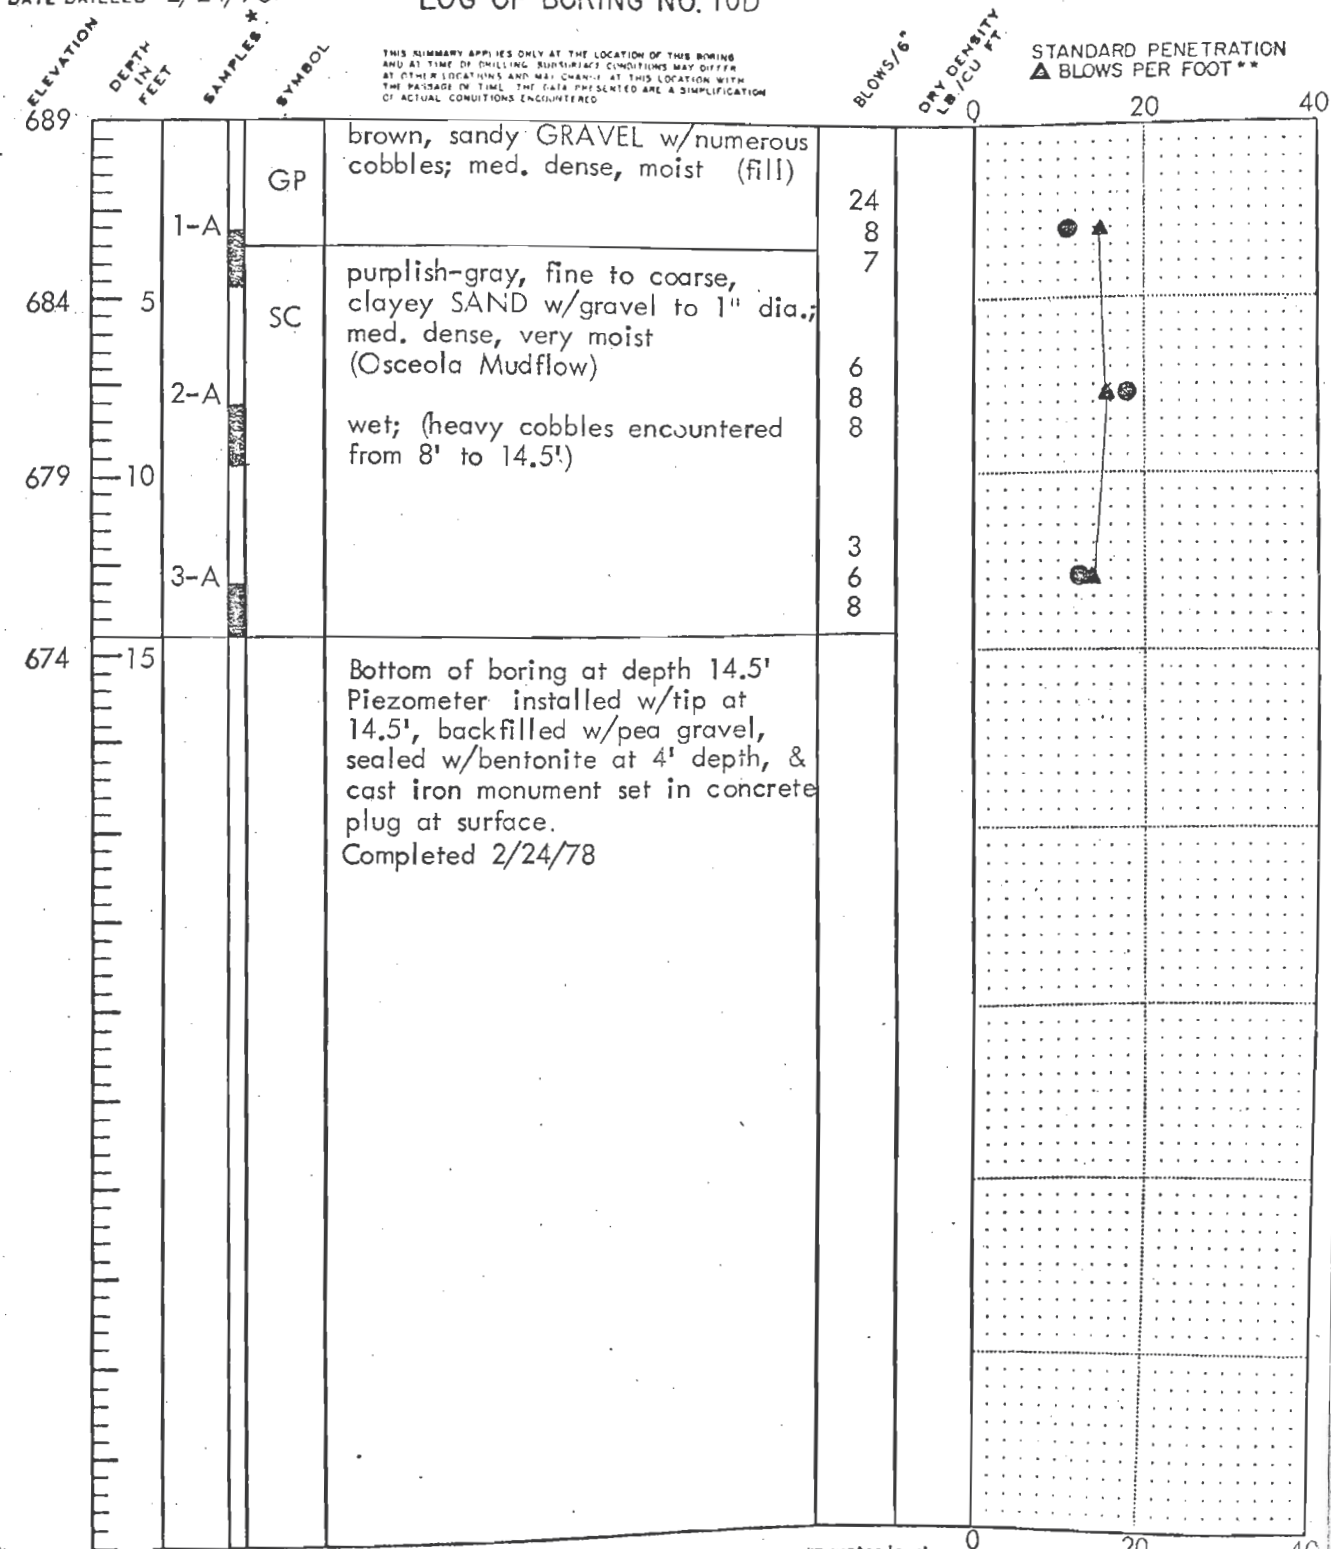 DATE DRILLED 2/24/
LOG OF BORING NO. 10D
ELEVATION
DEPTH IN FEET
SAMPLES *
SYMBOL
THIS SUMMARY APPLIES ONLY AT THE LOCATION OF THIS BORING
AND AT TIME OF DRILLING. SUBSURFACE CONDITIONS MAY DIFFER
AT OTHER LOCATIONS AND MAY CHANGE AT THIS LOCATION WITH
THE PASSAGE OF TIME. THE DATA PRESENTED ARE A SIMPLIFICATION
OF ACTUAL CONDITIONS ENCOUNTERED
BLOWS/6"
DRY DENSITY LB./CU FT.
STANDARD PENETRATION
▲ BLOWS PER FOOT **
0 20 40
689
brown, sandy GRAVEL w/numerous
cobbles; med. dense, moist (fill)
GP
24
1-A 8
7
purplish-gray, fine to coarse,
684 5 SC clayey SAND w/gravel to 1" dia.;
med. dense, very moist
(Osceola Mudflow) 6
2-A 8
wet; (heavy cobbles encountered 8
from 8' to 14.5')
679 10
3
3-A 6
8
674 15
Bottom of boring at depth 14.5'
Piezometer installed w/tip at
14.5', backfilled w/pea gravel,
sealed w/bentonite at 4' depth, &
cast iron monument set in concrete
plug at surface.
Completed 2/24/78
0 20 40